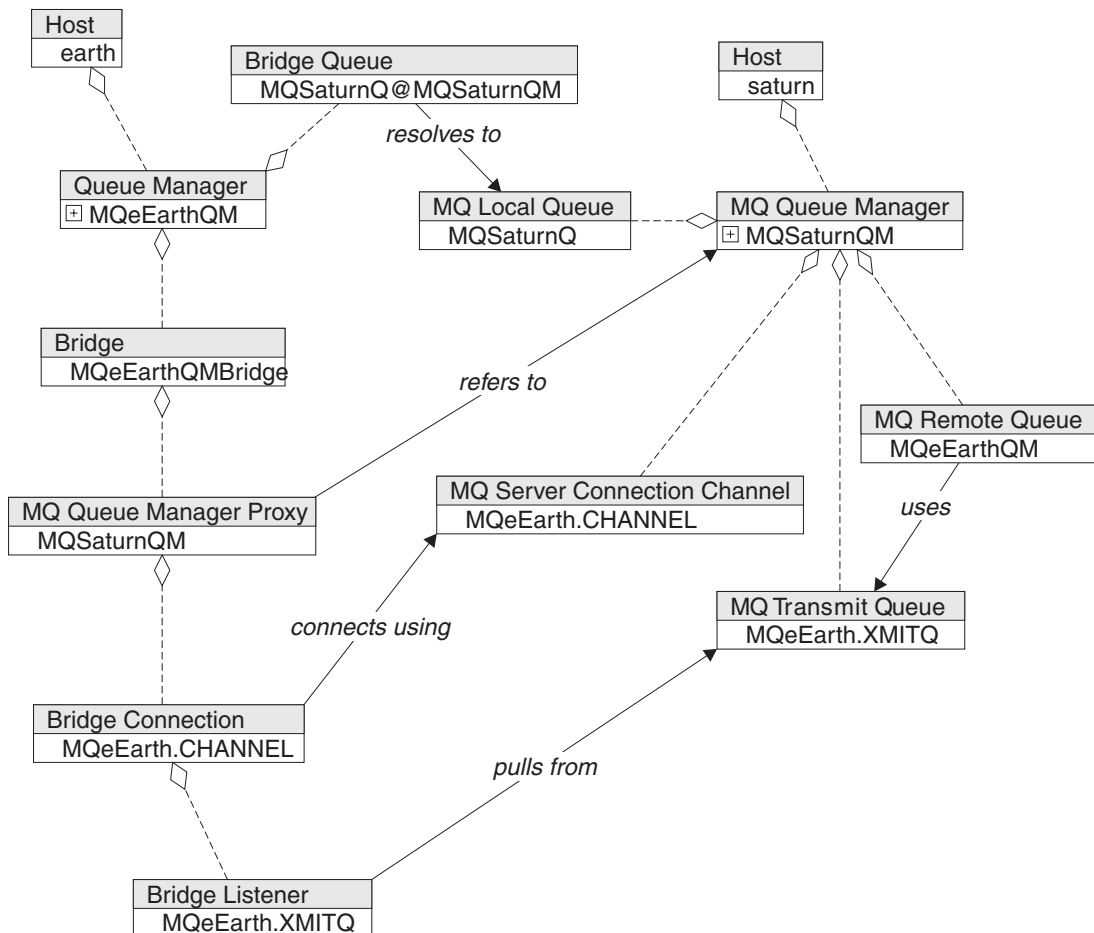 Host
earth
Bridge Queue
MQSaturnQ@MQSaturnQM
Host
saturn
resolves to
Queue Manager
MQeEarthQM
MQ Local Queue
MQSaturnQ
MQ Queue Manager
MQSaturnQM
Bridge
MQeEarthQMBridge
refers to
MQ Remote Queue
MQeEarthQM
MQ Queue Manager Proxy
MQSaturnQM
MQ Server Connection Channel
MQeEarth.CHANNEL
uses
connects using
MQ Transmit Queue
MQeEarth.XMITQ
Bridge Connection
MQeEarth.CHANNEL
pulls from
Bridge Listener
MQeEarth.XMITQ